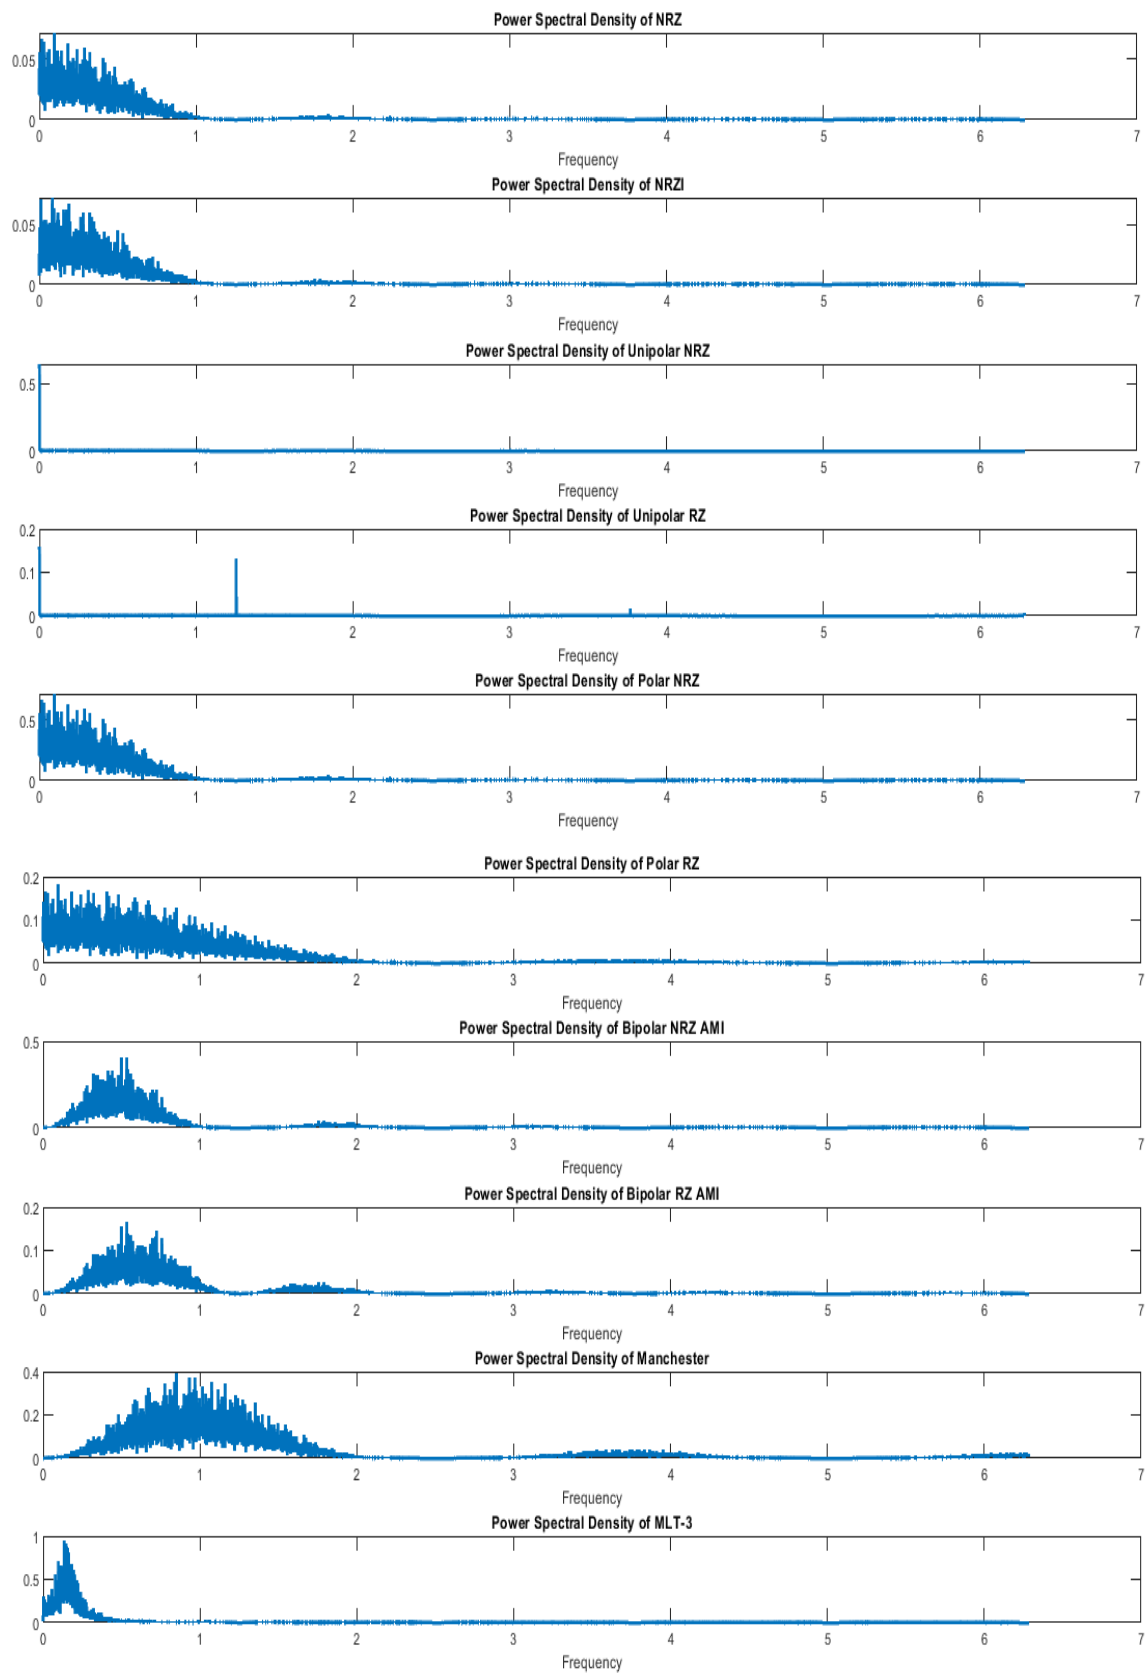 Power Spectral Density of NRZ
0.05
0
0 1 2 3 4 5 6 7
Frequency
Power Spectral Density of NRZI
0.05
0
0 1 2 3 4 5 6 7
Frequency
Power Spectral Density of Unipolar NRZ
0.5
0
0 1 2 3 4 5 6 7
Frequency
Power Spectral Density of Unipolar RZ
0.2
0.1
0
0 1 2 3 4 5 6 7
Frequency
Power Spectral Density of Polar NRZ
0.5
0
0 1 2 3 4 5 6 7
Frequency
Power Spectral Density of Polar RZ
0.2
0.1
0
0 1 2 3 4 5 6 7
Frequency
Power Spectral Density of Bipolar NRZ AMI
0.5
0
0 1 2 3 4 5 6 7
Frequency
Power Spectral Density of Bipolar RZ AMI
0.2
0.1
0
0 1 2 3 4 5 6 7
Frequency
Power Spectral Density of Manchester
0.4
0.2
0
0 1 2 3 4 5 6 7
Frequency
Power Spectral Density of MLT-3
1
0.5
0
0 1 2 3 4 5 6 7
Frequency